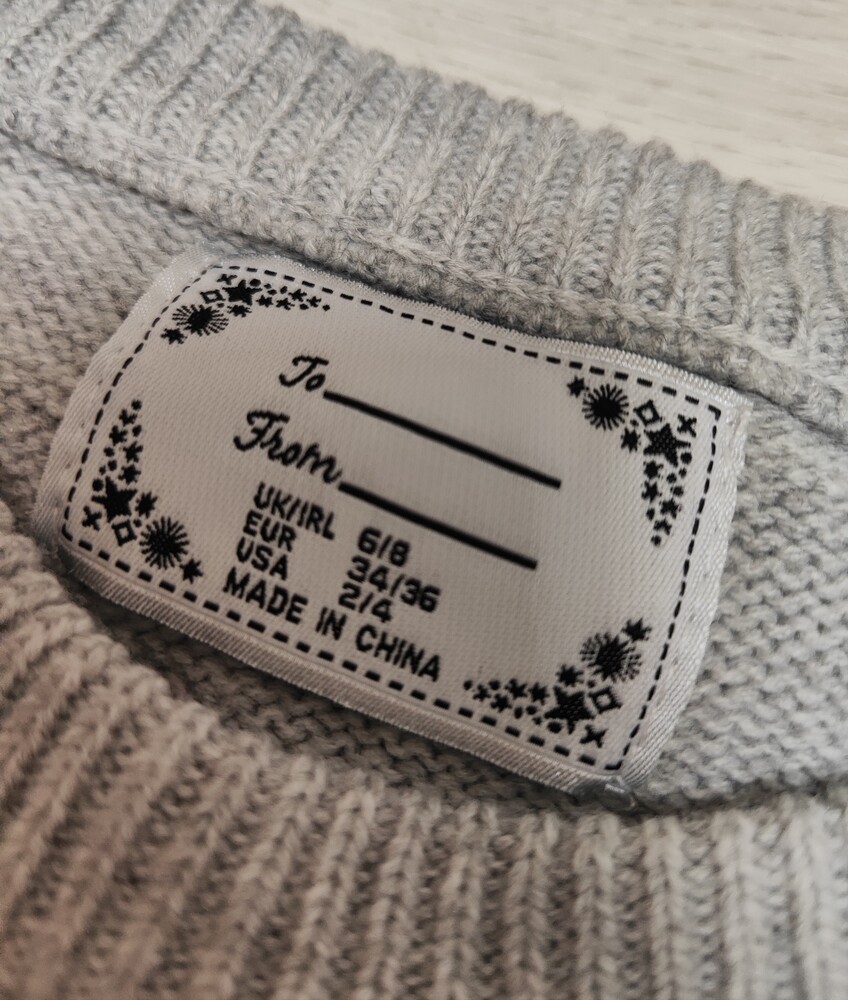 To
From
UK/IRL 6/8
EUR 34/36
USA 2/4
MADE IN CHINA